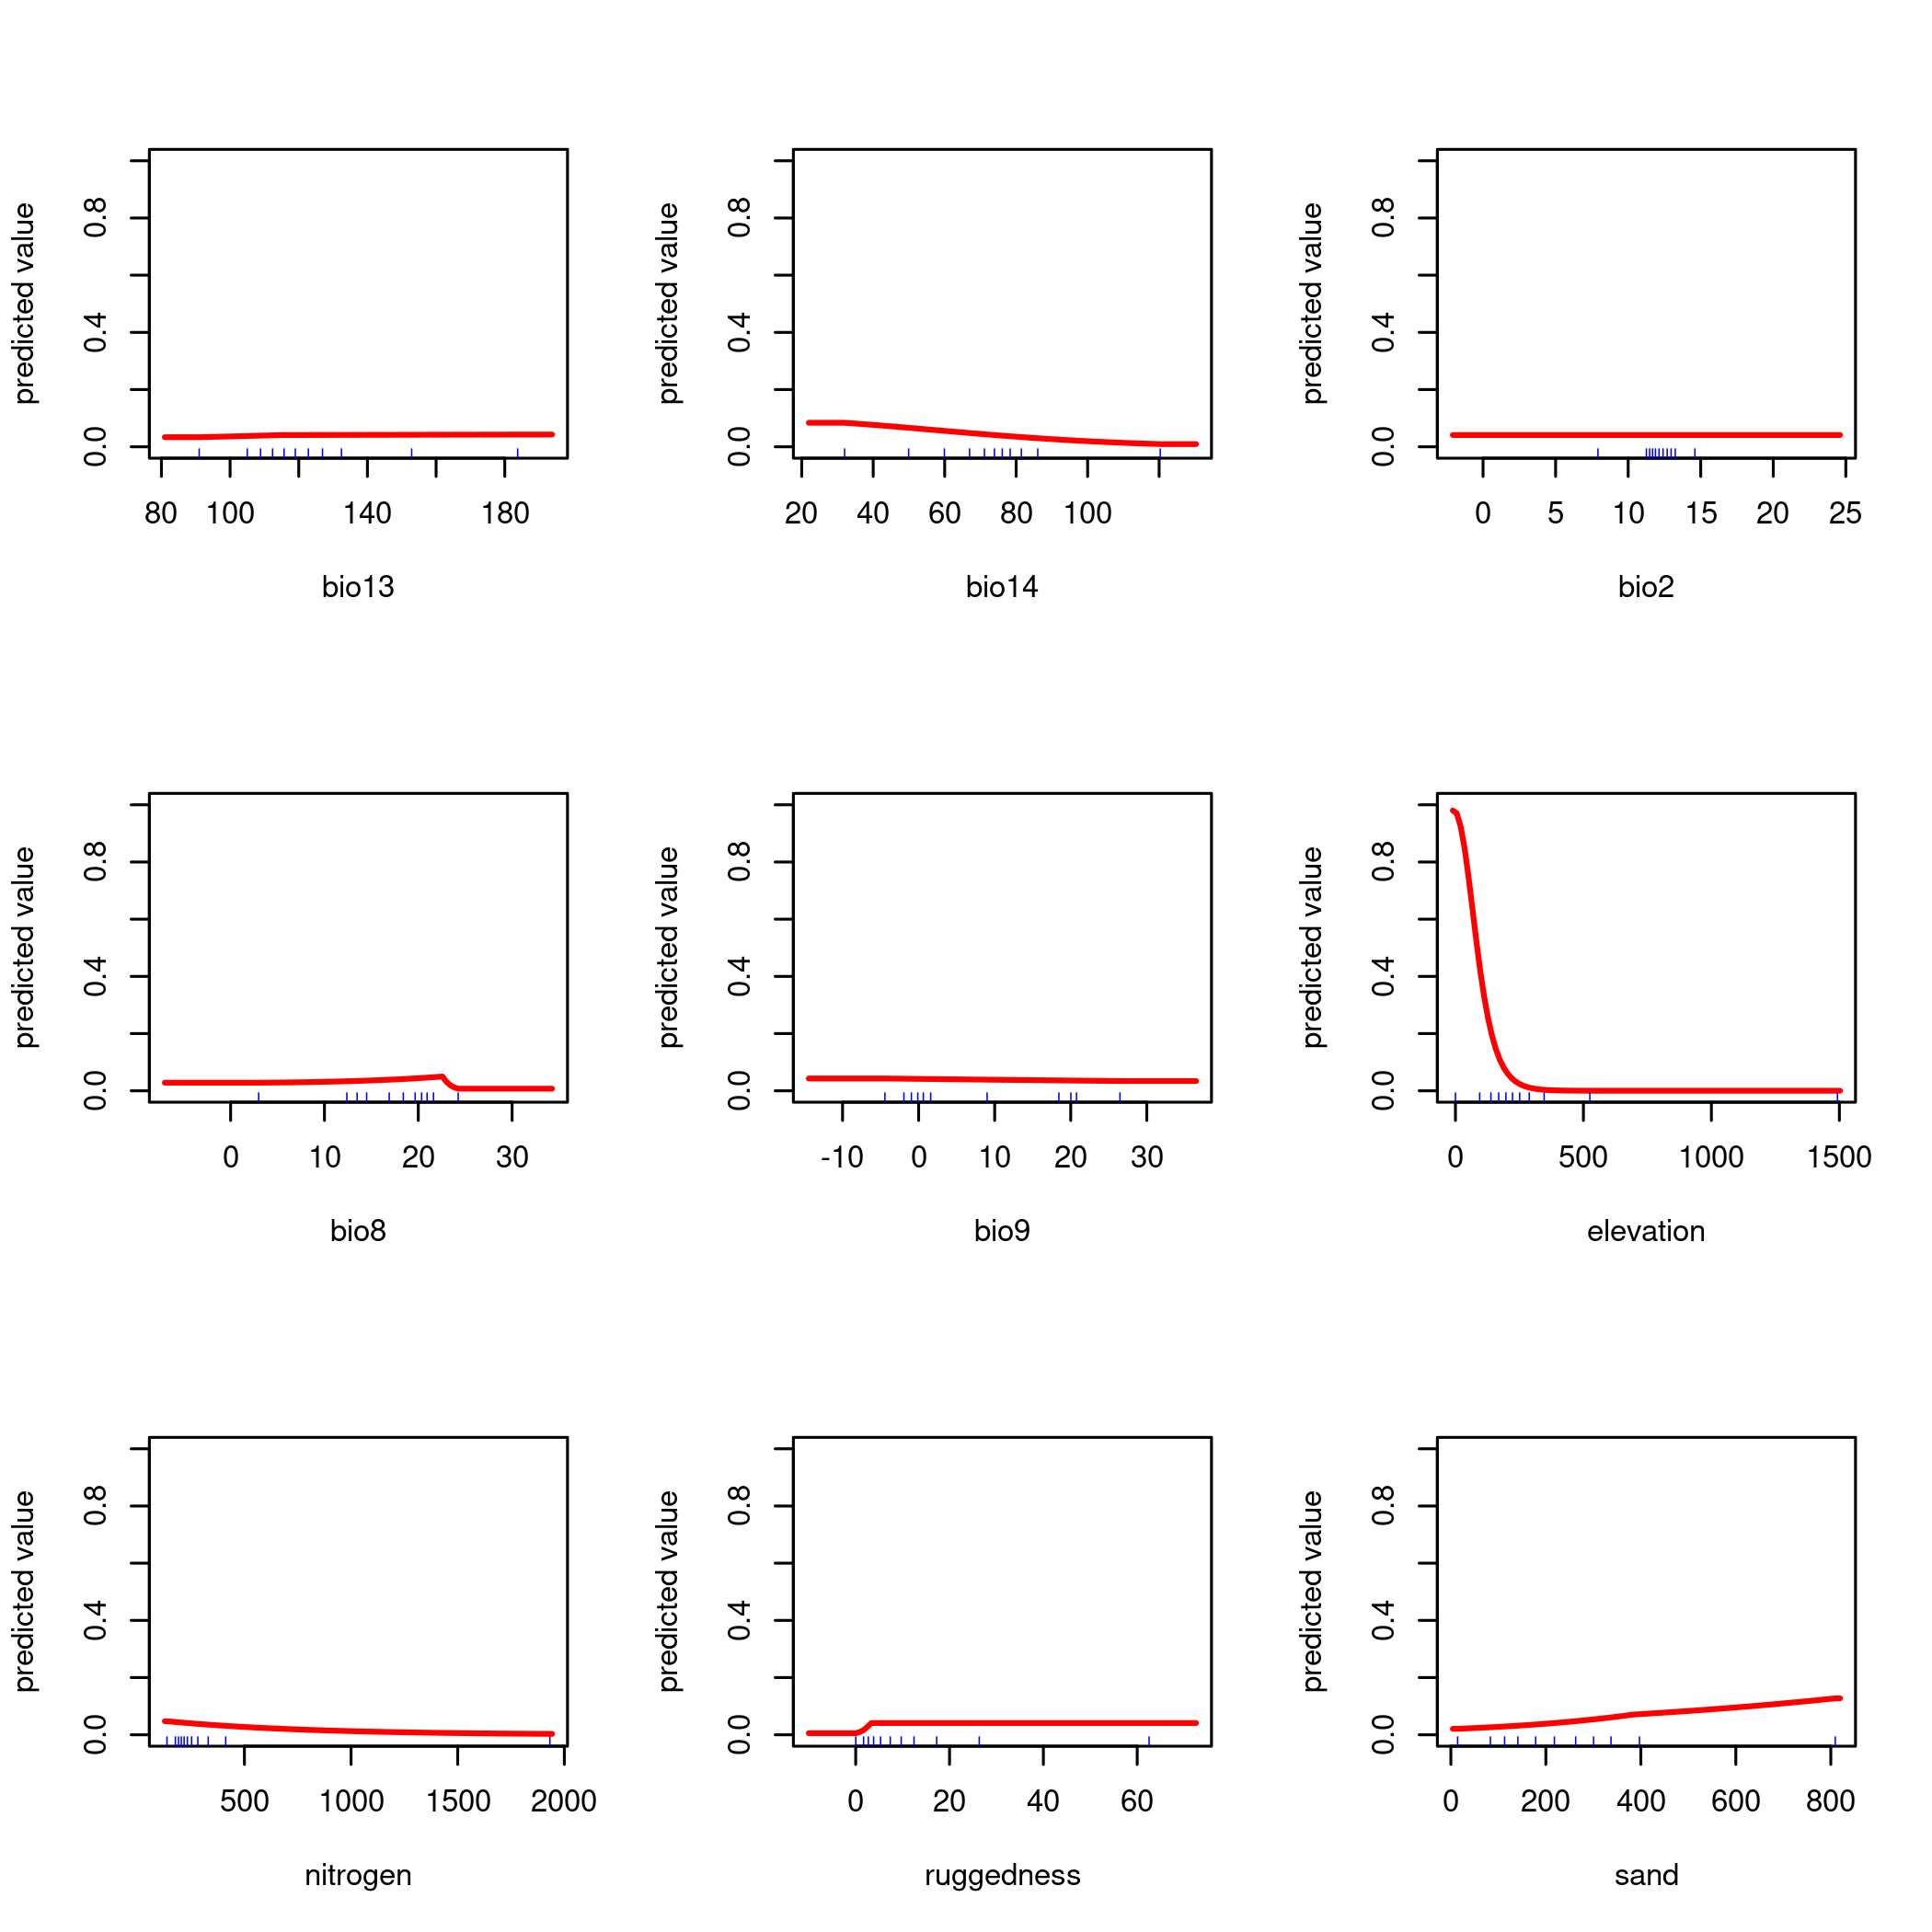 predicted value
0.0 0.4 0.8
80 100 140 180
bio13
predicted value
0.0 0.4 0.8
20 40 60 80 100
bio14
predicted value
0.0 0.4 0.8
0 5 10 15 20 25
bio2
predicted value
0.0 0.4 0.8
0 10 20 30
bio8
predicted value
0.0 0.4 0.8
-10 0 10 20 30
bio9
predicted value
0.0 0.4 0.8
0 500 1000 1500
elevation
predicted value
0.0 0.4 0.8
500 1000 1500 2000
nitrogen
predicted value
0.0 0.4 0.8
0 20 40 60
ruggedness
predicted value
0.0 0.4 0.8
0 200 400 600 800
sand